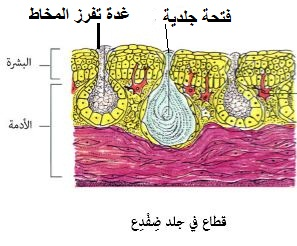 فتحة جلدية
غدة تفرز المخاط
البشرة
الأدمة
قطاع في جلد ضِفْدِع